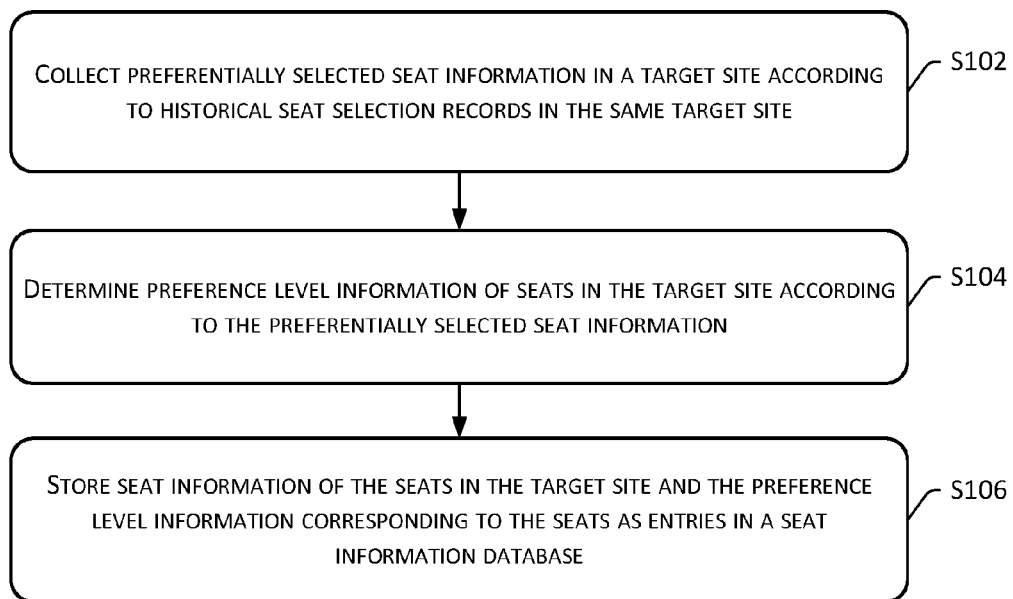 COLLECT PREFERENTIALLY SELECTED SEAT INFORMATION IN A TARGET SITE ACCORDING
TO HISTORICAL SEAT SELECTION RECORDS IN THE SAME TARGET SITE
S102
DETERMINE PREFERENCE LEVEL INFORMATION OF SEATS IN THE TARGET SITE ACCORDING
TO THE PREFERENTIALLY SELECTED SEAT INFORMATION
S104
STORE SEAT INFORMATION OF THE SEATS IN THE TARGET SITE AND THE PREFERENCE
LEVEL INFORMATION CORRESPONDING TO THE SEATS AS ENTRIES IN A SEAT
INFORMATION DATABASE
S106